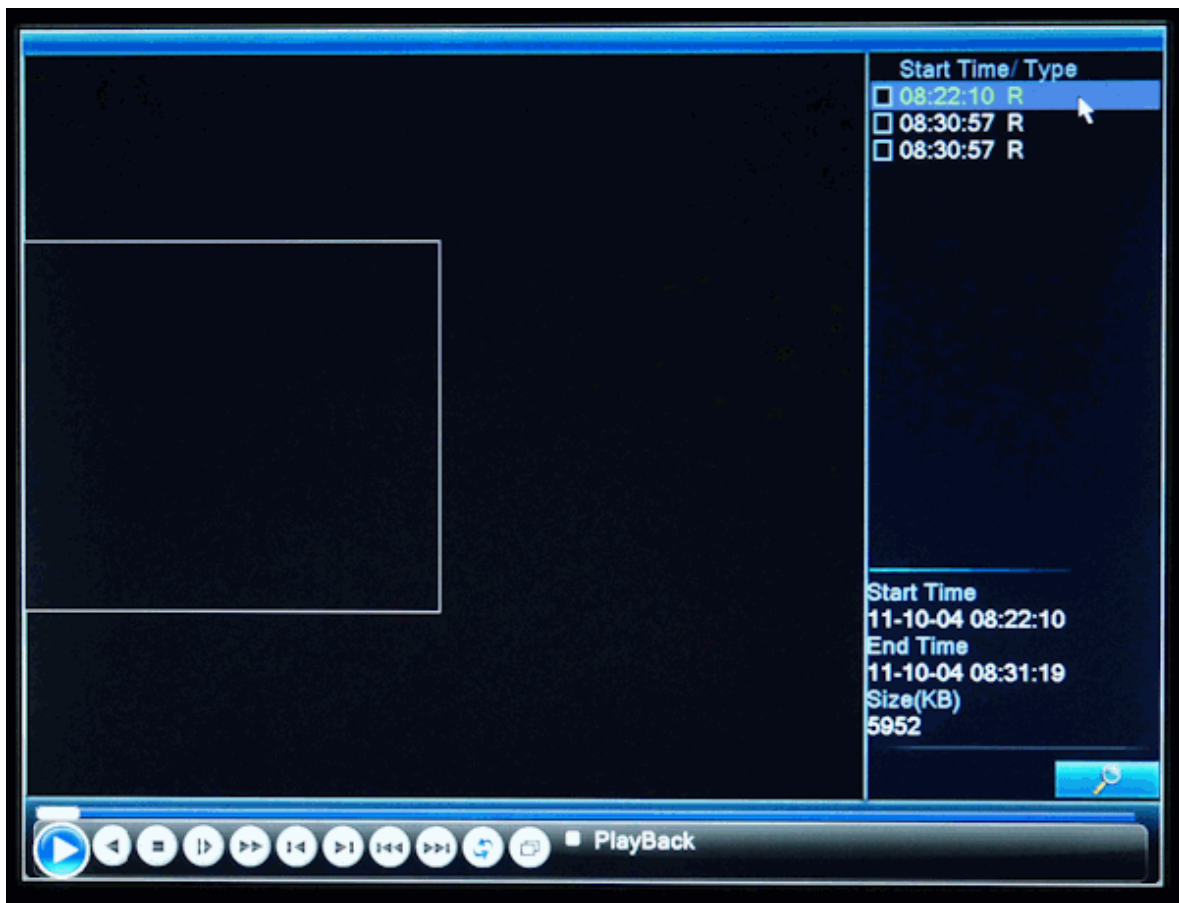 Start Time/ Type
08:22:10 R
08:30:57 R
08:30:57 R
Start Time
11-10-04 08:22:10
End Time
11-10-04 08:31:19
Size(KB)
5952
PlayBack